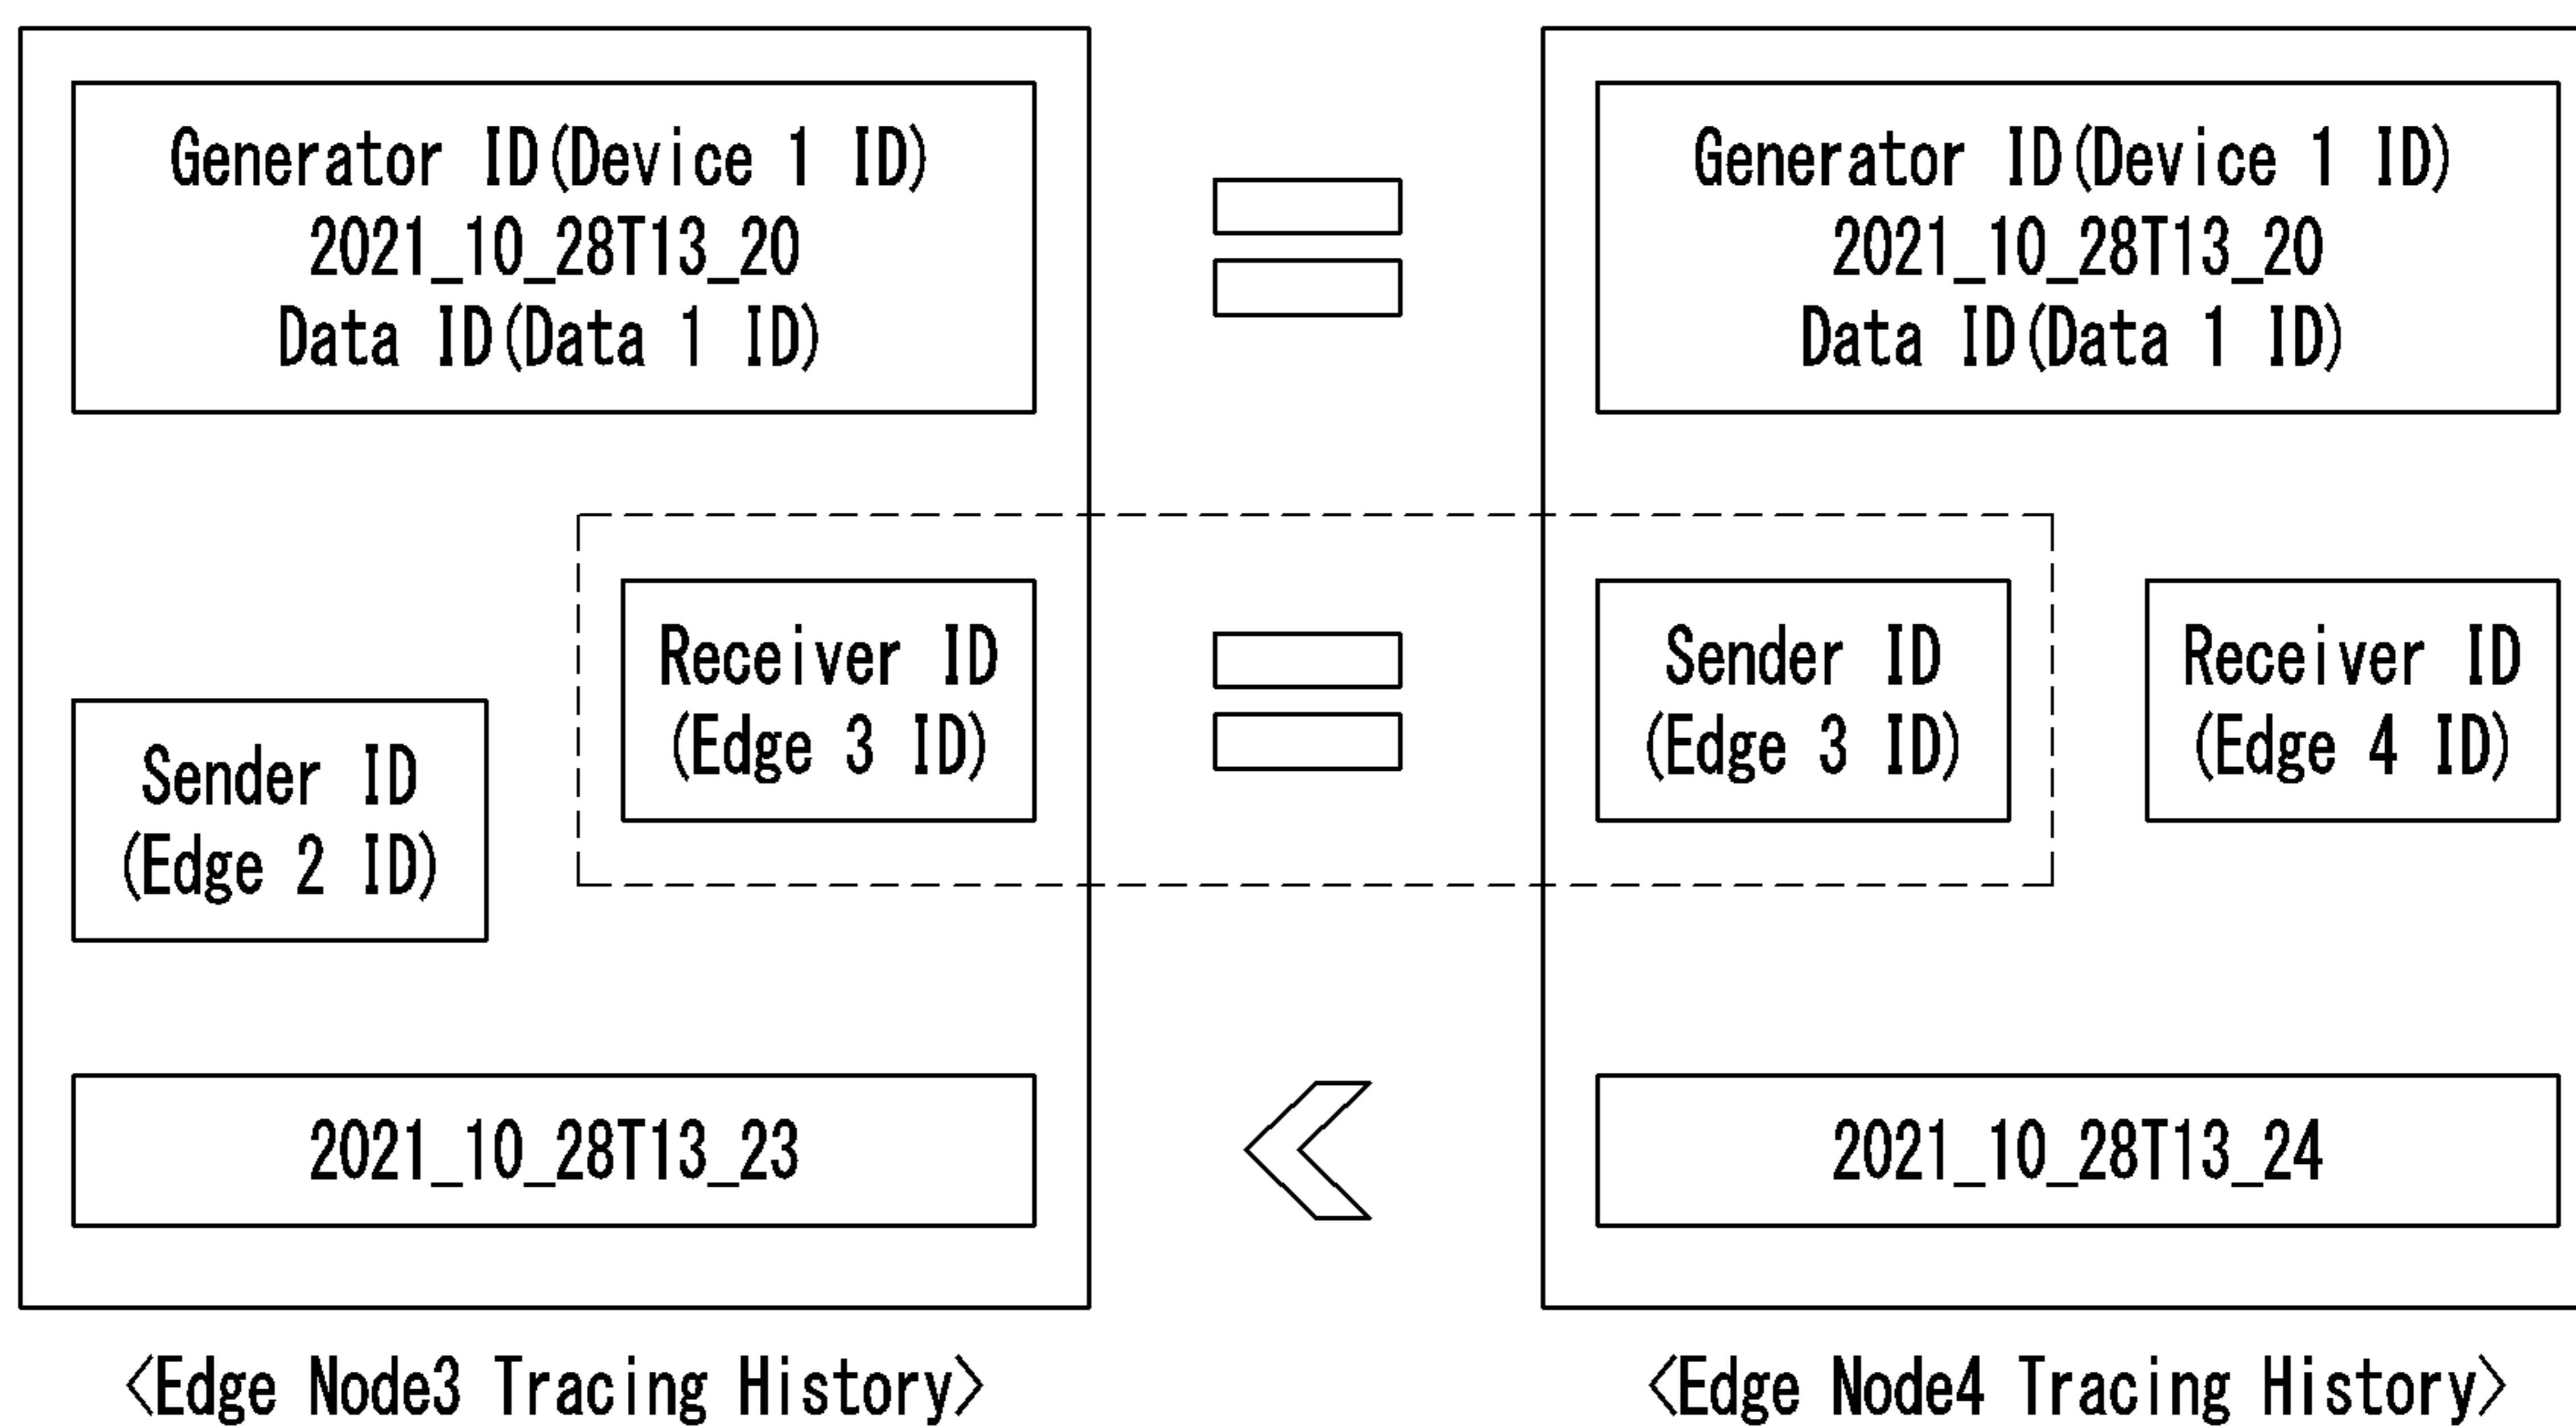 Generator ID(Device 1 ID)
2021_10_28T13_20
Data ID(Data 1 ID)
Sender ID
(Edge 2 ID)
Receiver ID
(Edge 3 ID)
2021_10_28T13_23
<Edge Node3 Tracing History>
Generator ID(Device 1 ID)
2021_10_28T13_20
Data ID(Data 1 ID)
Sender ID
(Edge 3 ID)
Receiver ID
(Edge 4 ID)
2021_10_28T13_24
<Edge Node4 Tracing History>